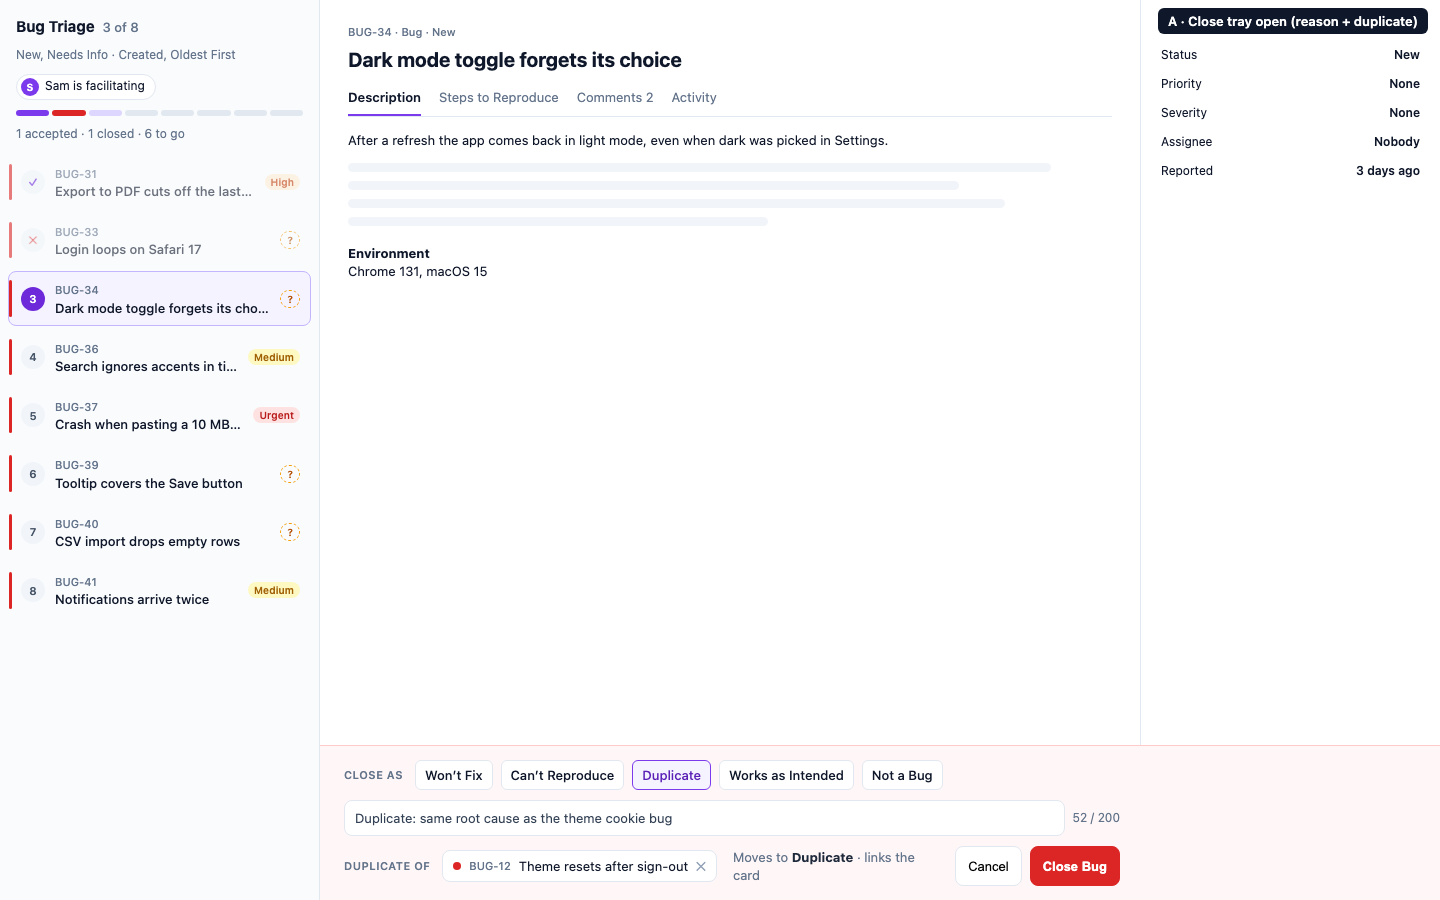 Bug Triage 3 of 8
New, Needs Info · Created, Oldest First
S Sam is facilitating
1 accepted · 1 closed · 6 to go
BUG-31
Export to PDF cuts off the last...
High
BUG-33
Login loops on Safari 17
?
3
BUG-34
Dark mode toggle forgets its cho...
?
4
BUG-36
Search ignores accents in ti...
Medium
5
BUG-37
Crash when pasting a 10 MB...
Urgent
6
BUG-39
Tooltip covers the Save button
?
7
BUG-40
CSV import drops empty rows
?
8
BUG-41
Notifications arrive twice
Medium
BUG-34 · Bug · New
Dark mode toggle forgets its choice
Description Steps to Reproduce Comments 2 Activity
After a refresh the app comes back in light mode, even when dark was picked in Settings.
Environment
Chrome 131, macOS 15
A · Close tray open (reason + duplicate)
Status New
Priority None
Severity None
Assignee Nobody
Reported 3 days ago
CLOSE AS Won't Fix Can't Reproduce Duplicate Works as Intended Not a Bug
Duplicate: same root cause as the theme cookie bug 52 / 200
DUPLICATE OF BUG-12 Theme resets after sign-out
Moves to Duplicate · links the
card
Cancel Close Bug